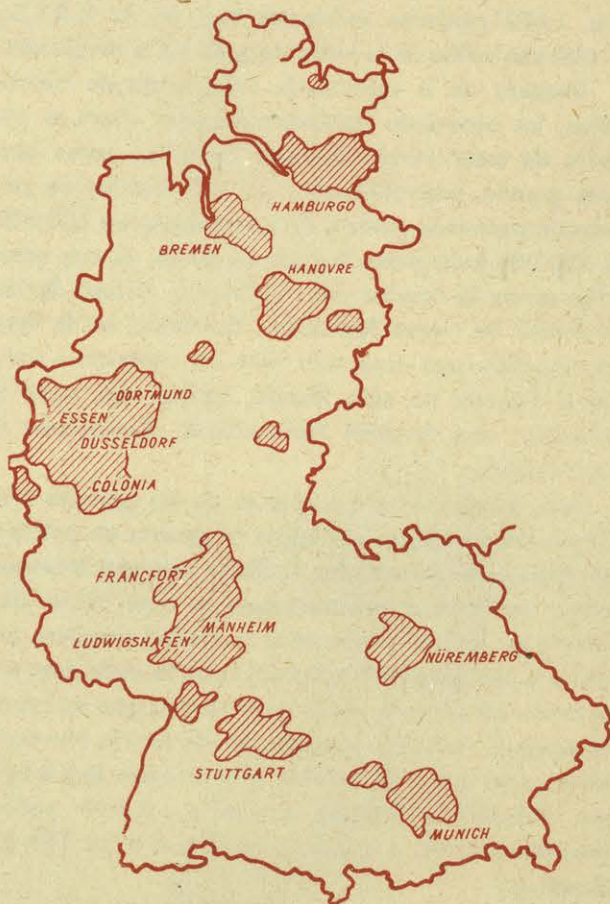 HAMBURGO
BREMEN
HANOVRE
DORTMUND
ESSEN
DUSSELDORF
COLONIA
FRANCFORT
MANHEIM
LUDWIGSHAFEN
NÜREMBERG
STUTTGART
MUNICH